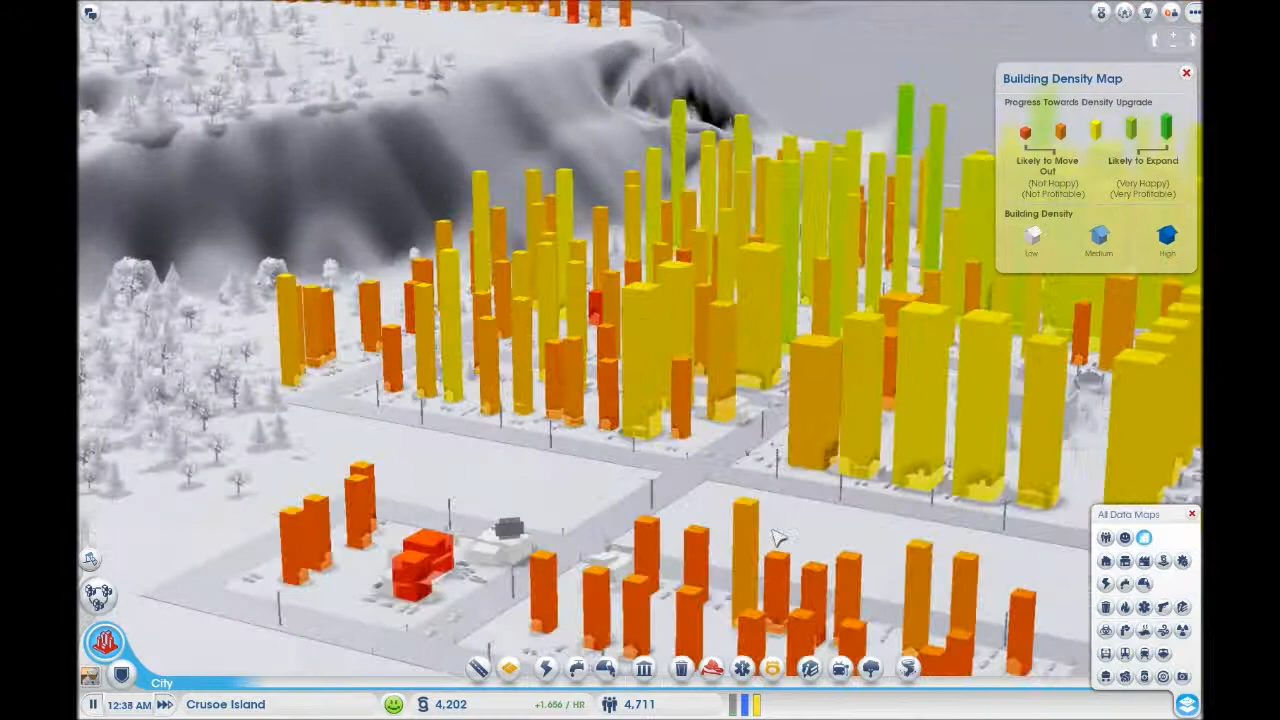 Building Density Map
Progress Towards Density Upgrade
Likely to Move Out
(Not Happy)
(Not Profitable)
Likely to Expand
(Very Happy)
(Very Profitable)
Building Density
Low
Medium
High
All Data Maps
City
12:38 AM
Crusoe Island
4,202
+1,656 / HR
4,711